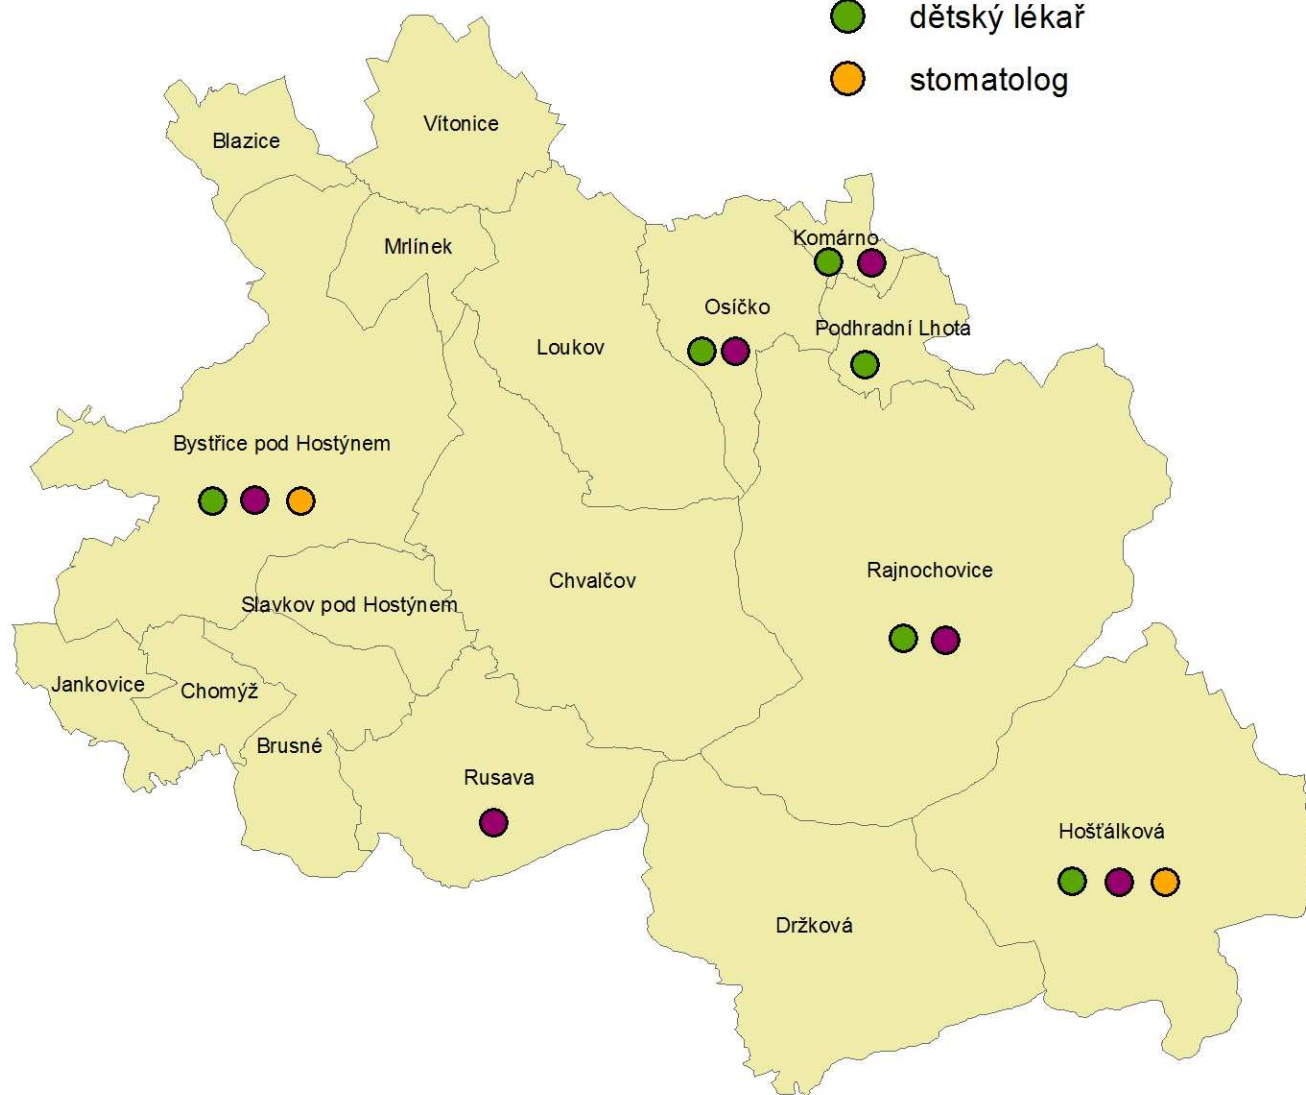 dětský lékař
stomatolog
Vítonice
Blazice
Komárno
Mrlínek
Osíčko
Podhradní Lhota
Loukov
Bystřice pod Hostýnem
Rajnochovice
Chvalčov
Slavkov pod Hostýnem
Jankovice
Chomýž
Brusné
Rusava
Hošťálková
Držková